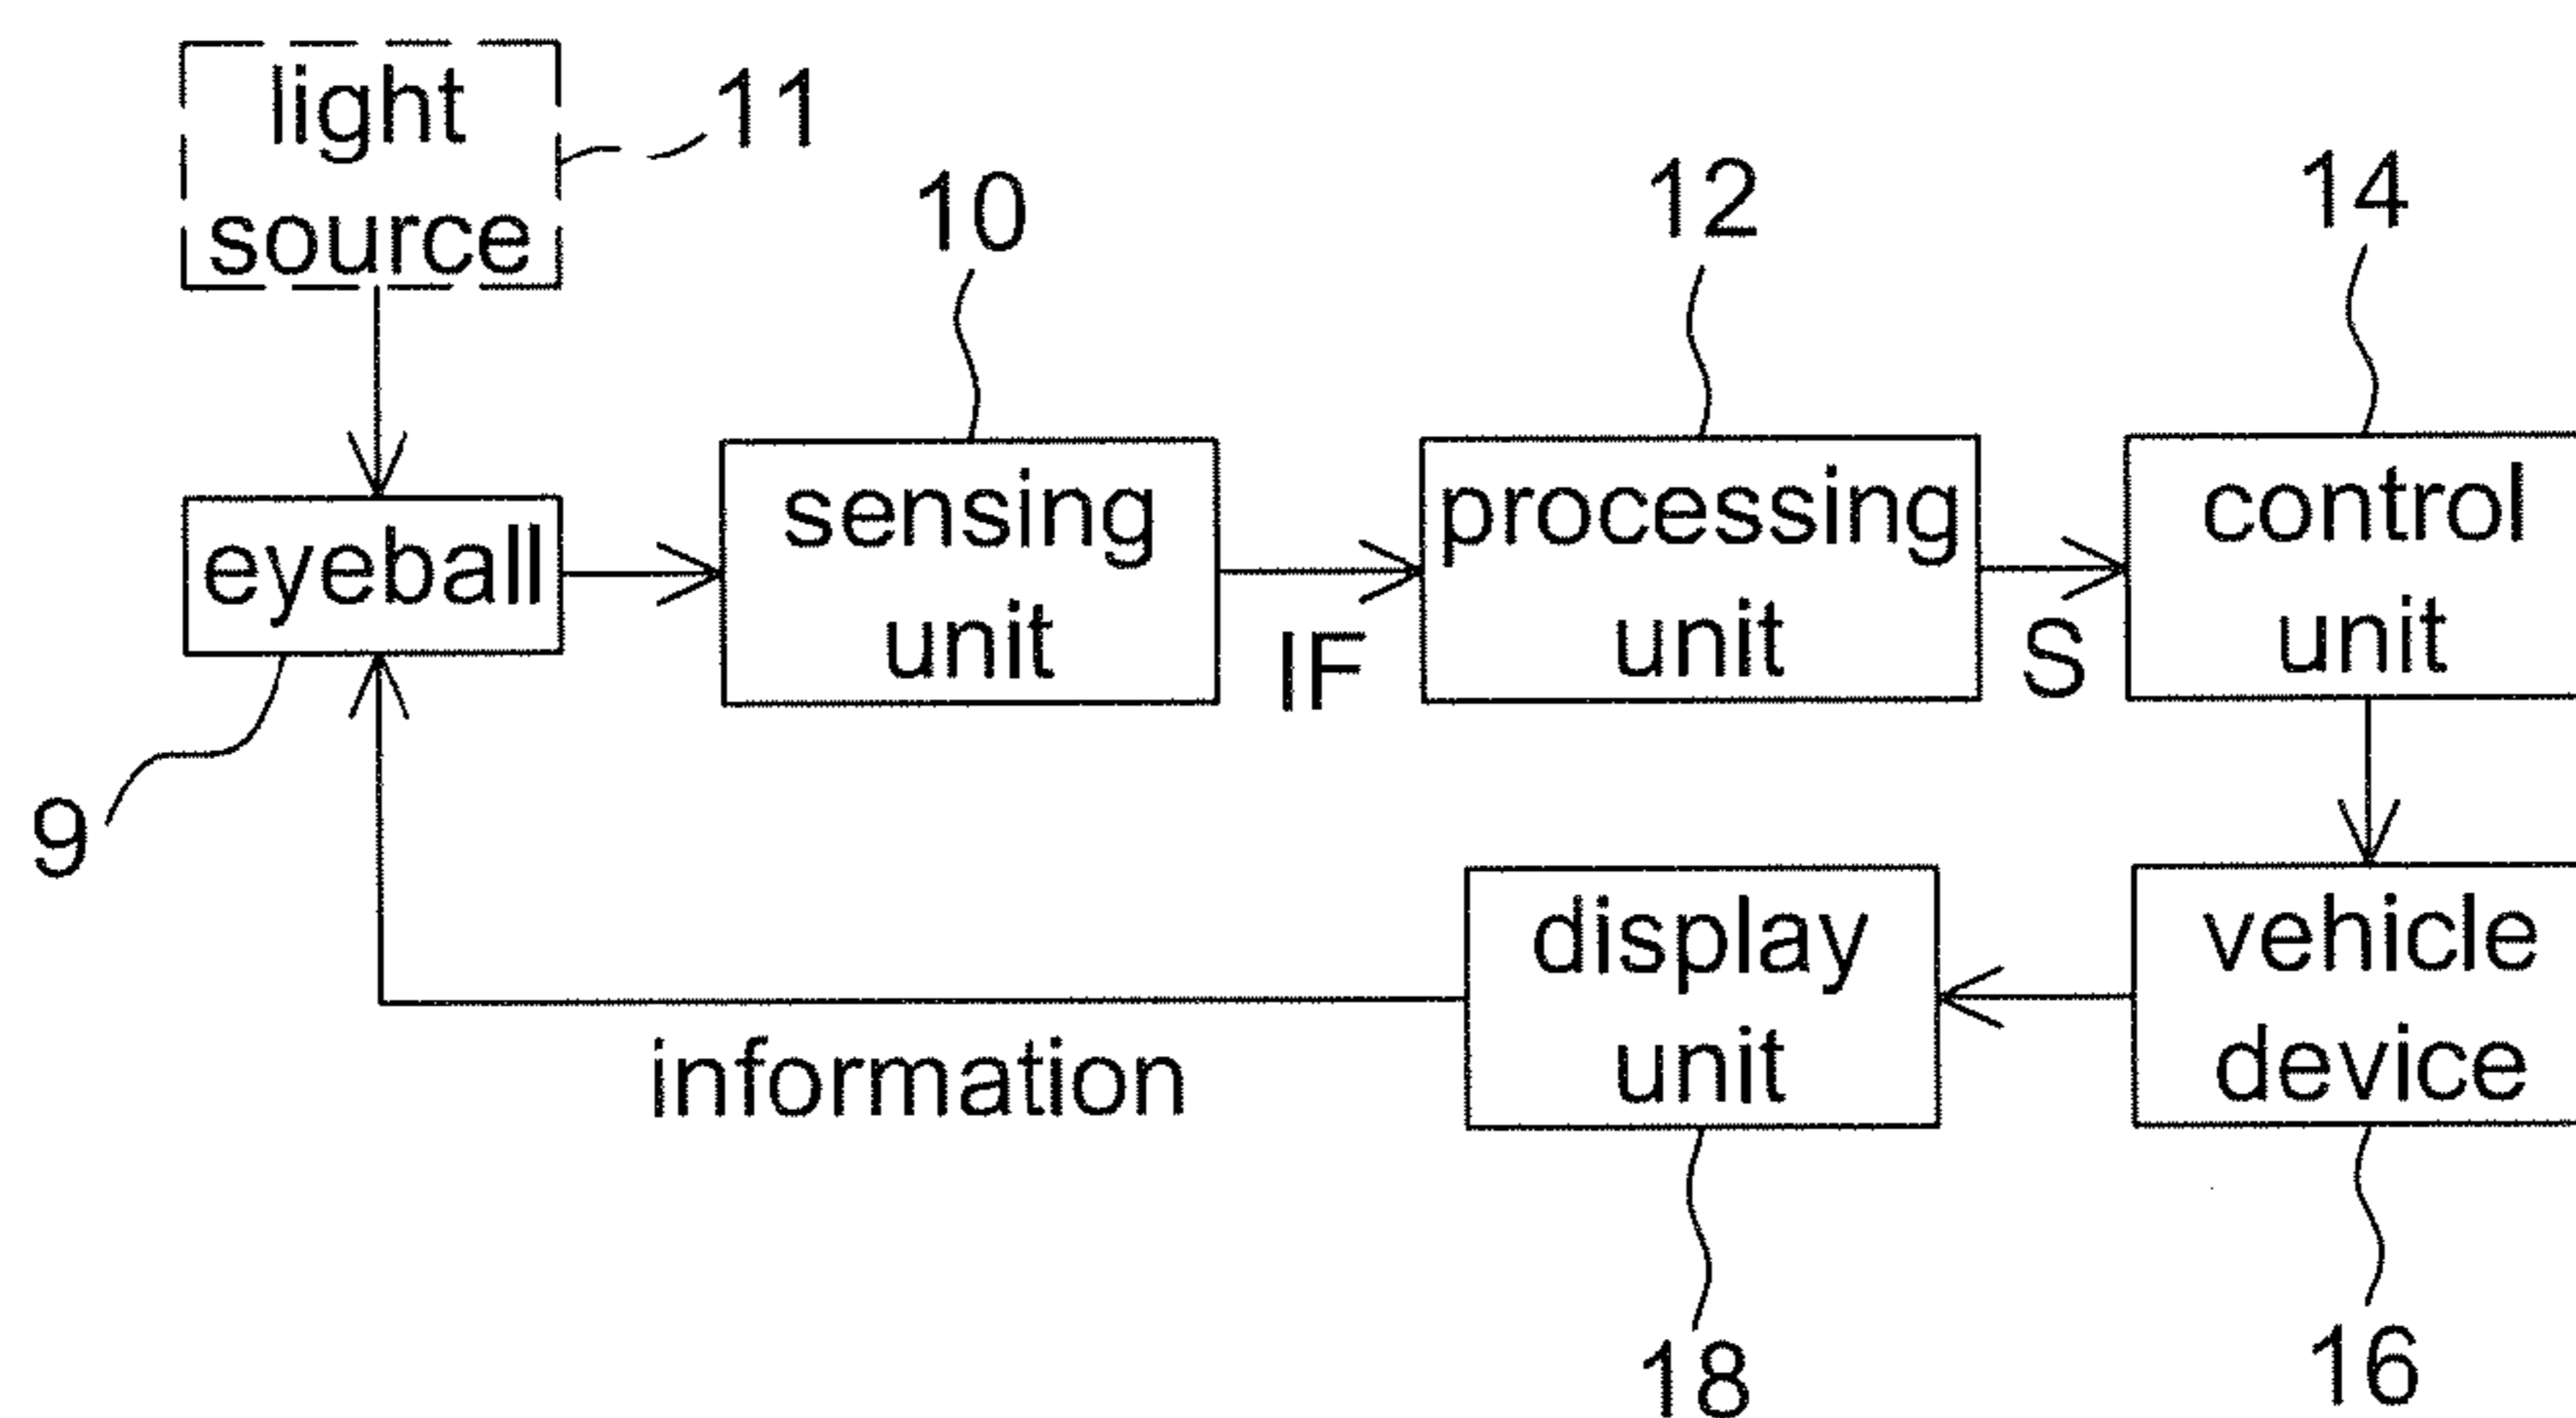 light
source
11
10
12
14
eyeball
sensing
unit
processing
unit
control
unit
IF
S
9
display
unit
vehicle
device
information
18
16